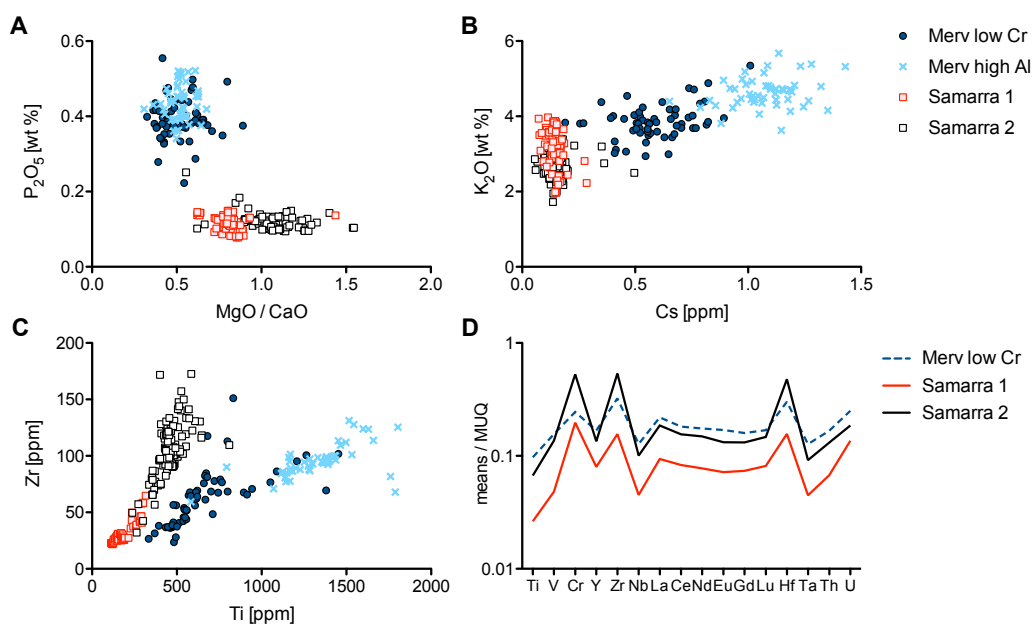 A
0.6
0.4
0.2
0.0
P2O5 [wt %]
0.0 0.5 1.0 1.5 2.0
MgO / CaO
B
6
4
2
0
K2O [wt %]
0.0 0.5 1.0 1.5
Cs [ppm]
Merv low Cr
Merv high Al
Samarra 1
Samarra 2
C
200
150
100
50
0
Zr [ppm]
0 500 1000 1500 2000
Ti [ppm]
D
1
0.1
0.01
means / MUQ
Ti V Cr Y Zr Nb La Ce Nd Eu Gd Lu Hf Ta Th U
Merv low Cr
Samarra 1
Samarra 2